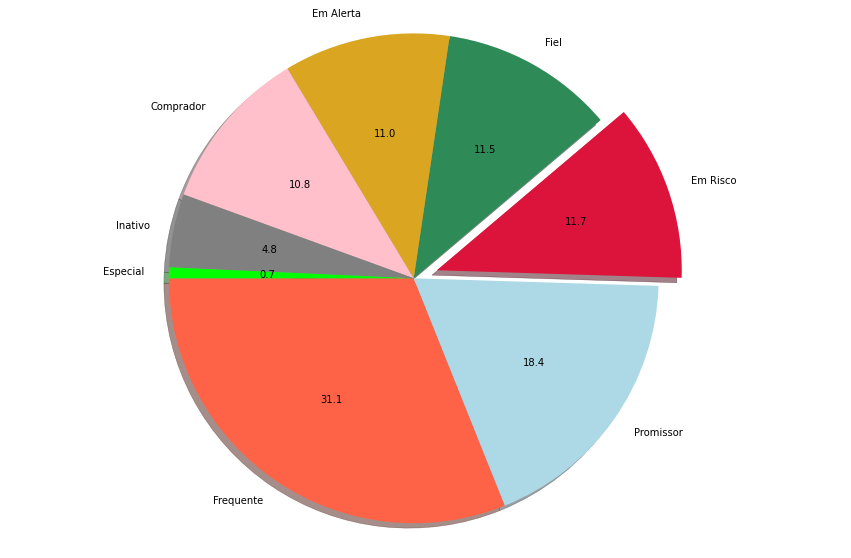 Em Alerta
Fiel
Comprador
11.0
11.5
Em Risco
10.8
11.7
Inativo
4.8
Especial
0.7
18.4
31.1
Promissor
Frequente